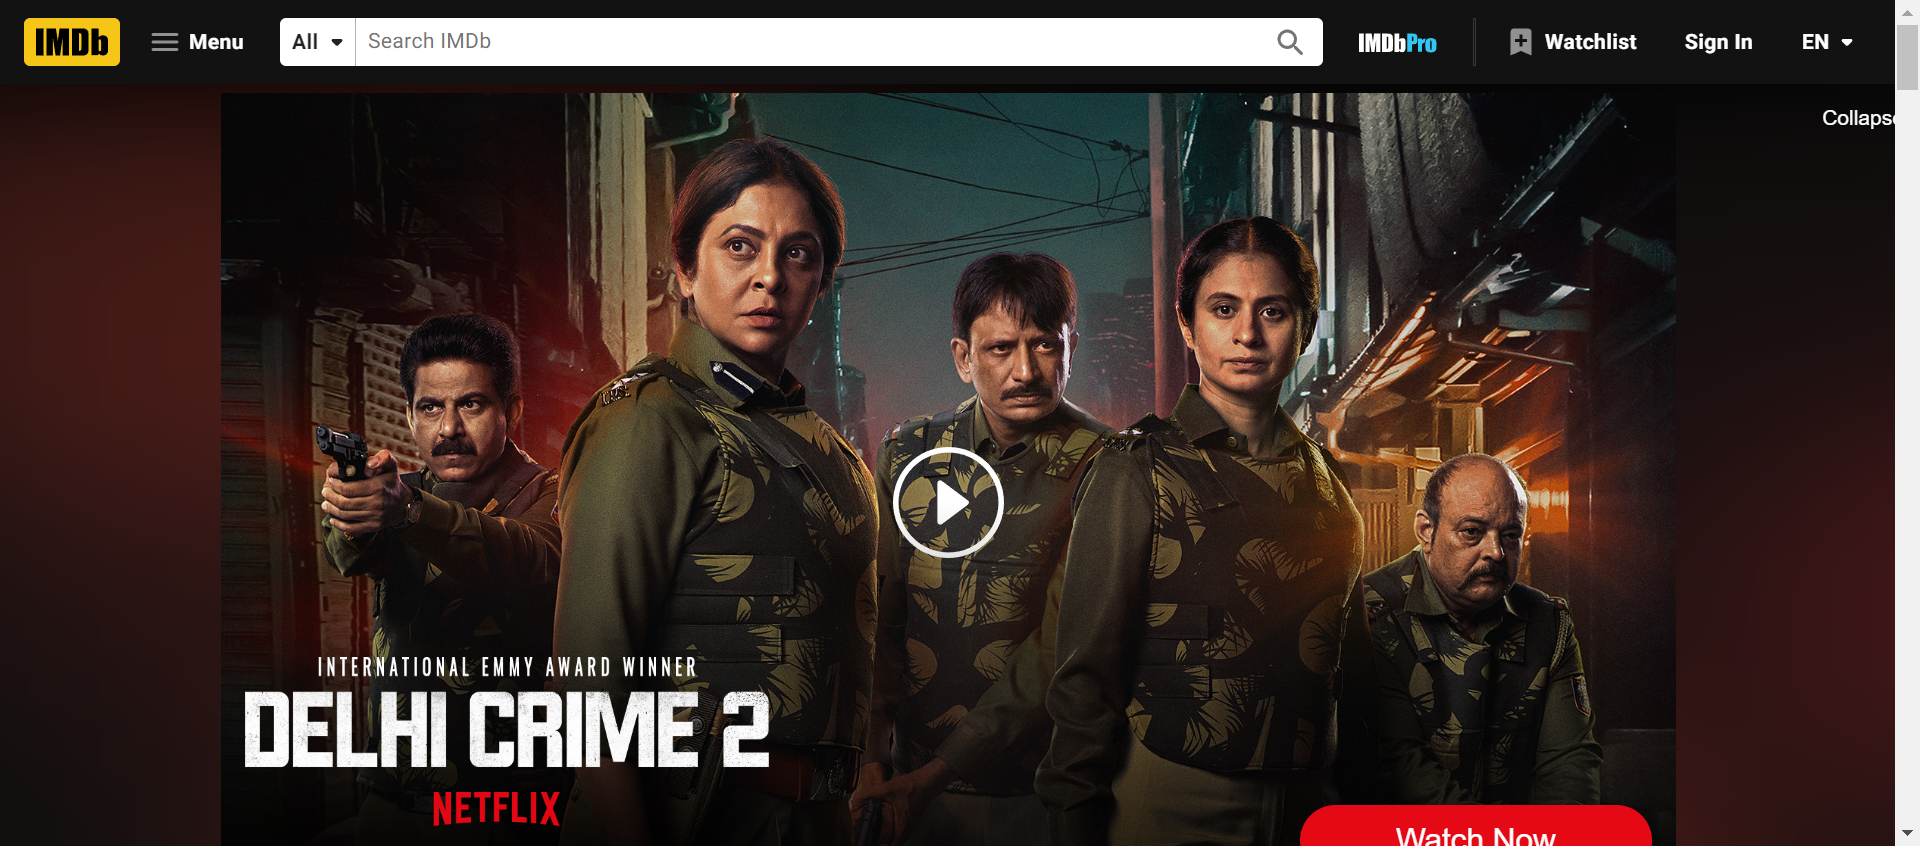 IMDb Menu All Search IMDb IMDbPro Watchlist Sign In EN
Collapse
INTERNATIONAL EMMY AWARD WINNER
DELHI CRIME 2
NETFLIX
Watch Now